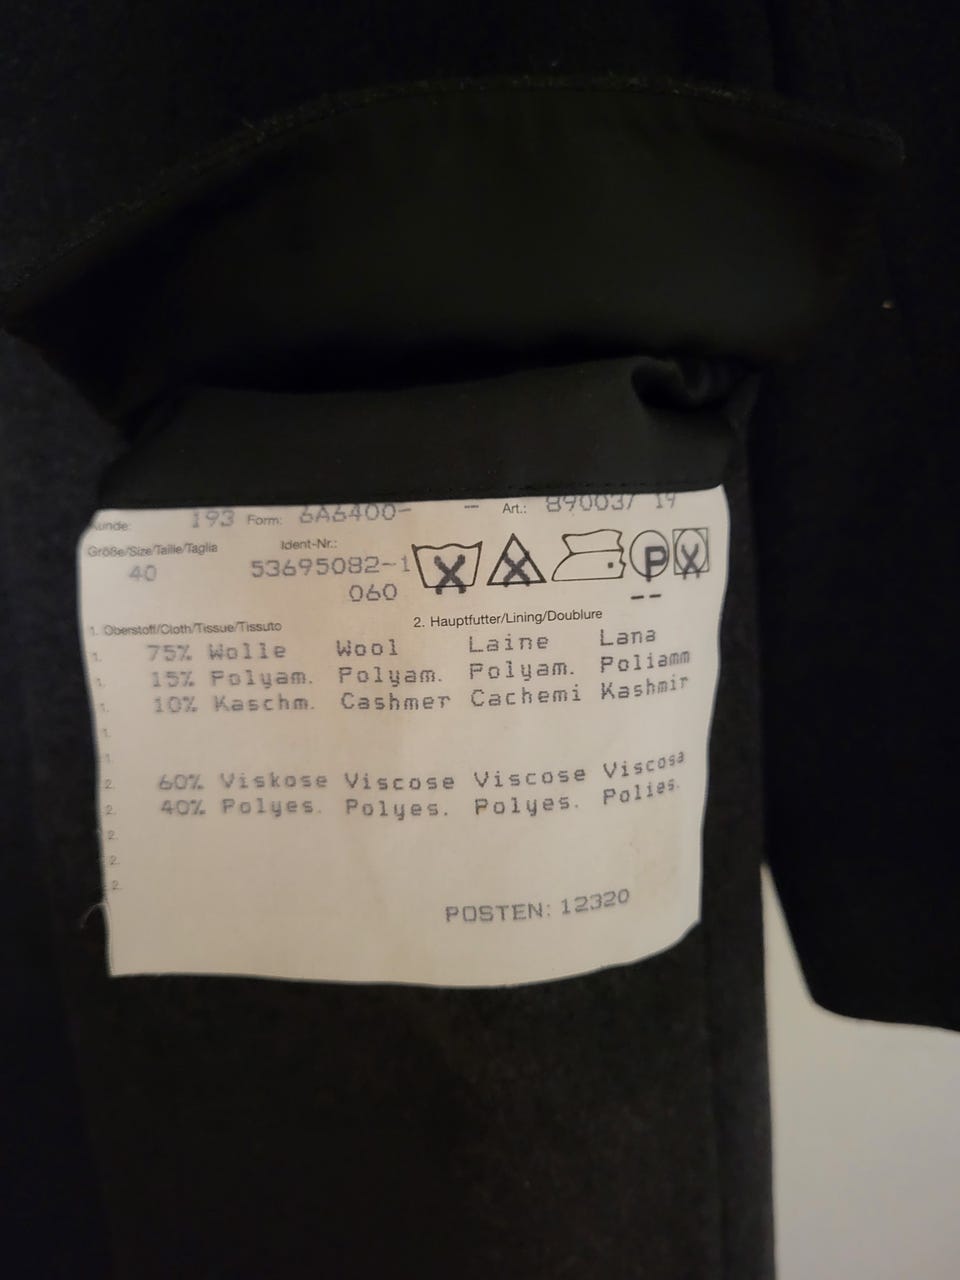 Kunde: 193 Form: 6A6400- -- Art.: 890037 19
Größe/Size/Taille/Taglia Ident-Nr.:
40 53695082-1
060 P --
1. Oberstoff/Cloth/Tissue/Tissuto 2. Hauptfutter/Lining/Doublure
1. 75% Wolle Wool Laine Lana
1. 15% Polyam. Polyam. Polyam. Poliamm
1. 10% Kaschm. Cashmer Cachemi Kashmir
1.
1.
2. 60% Viskose Viscose Viscose Viscosa
2. 40% Polyes. Polyes. Polyes. Polies.
2.
2.
2.
POSTEN: 12320